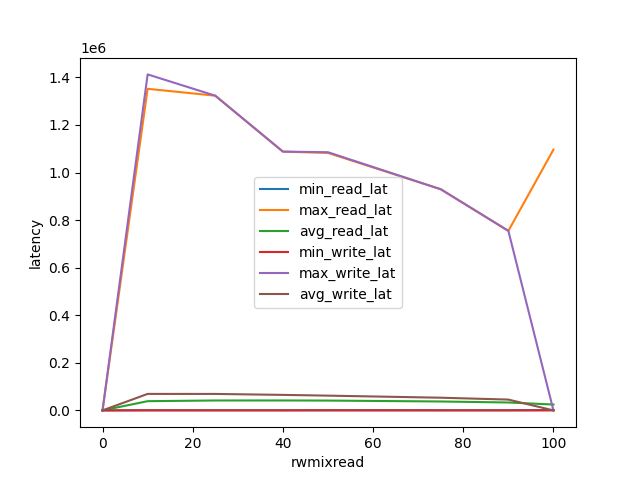 1e6
1.4
1.2
1.0
0.8
0.6
0.4
0.2
0.0
latency
min_read_lat
max_read_lat
avg_read_lat
min_write_lat
max_write_lat
avg_write_lat
0 20 40 60 80 100
rwmixread